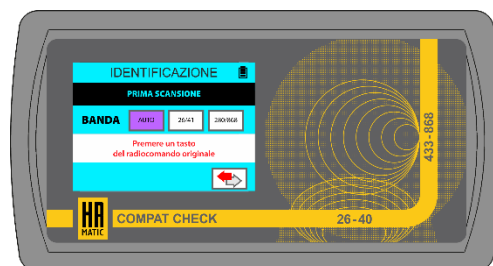 IDENTIFICAZIONE
PRIMA SCANSIONE
BANDA AUTO 26/41 280/868
Premere un tasto
del radiocomando originale
433-868
HR
MATIC
COMPAT CHECK
26-40